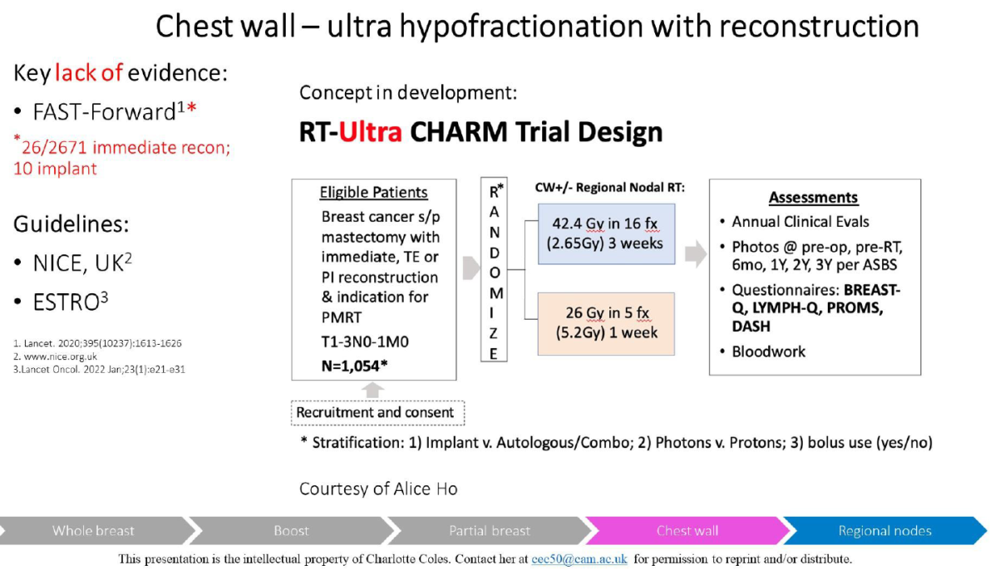 Chest wall – ultra hypofractionation with reconstruction
Key lack of evidence:
• FAST-Forward1*
*26/2671 immediate recon;
10 implant
Guidelines:
• NICE, UK2
• ESTRO3
1. Lancet. 2020;395(10237):1613-1626
2. www.nice.org.uk
3.Lancet Oncol. 2022 Jan;23(1):e21-e31
Concept in development:
RT-Ultra CHARM Trial Design
Eligible Patients
Breast cancer s/p
mastectomy with
immediate, TE or
PI reconstruction
& indication for
PMRT
T1-3N0-1M0
N=1,054*
Recruitment and consent
R*
A
N
D
O
M
I
Z
E
CW+/- Regional Nodal RT:
42.4 Gy in 16 fx
(2.65Gy) 3 weeks
26 Gy in 5 fx
(5.2Gy) 1 week
Assessments
• Annual Clinical Evals
• Photos @ pre-op, pre-RT,
6mo, 1Y, 2Y, 3Y per ASBS
• Questionnaires: BREAST-
Q, LYMPH-Q, PROMS,
DASH
• Bloodwork
* Stratification: 1) Implant v. Autologous/Combo; 2) Photons v. Protons; 3) bolus use (yes/no)
Courtesy of Alice Ho
Whole breast
Boost
Partial breast
Chest wall
Regional nodes
This presentation is the intellectual property of Charlotte Coles. Contact her at cec50@cam.ac.uk for permission to reprint and/or distribute.